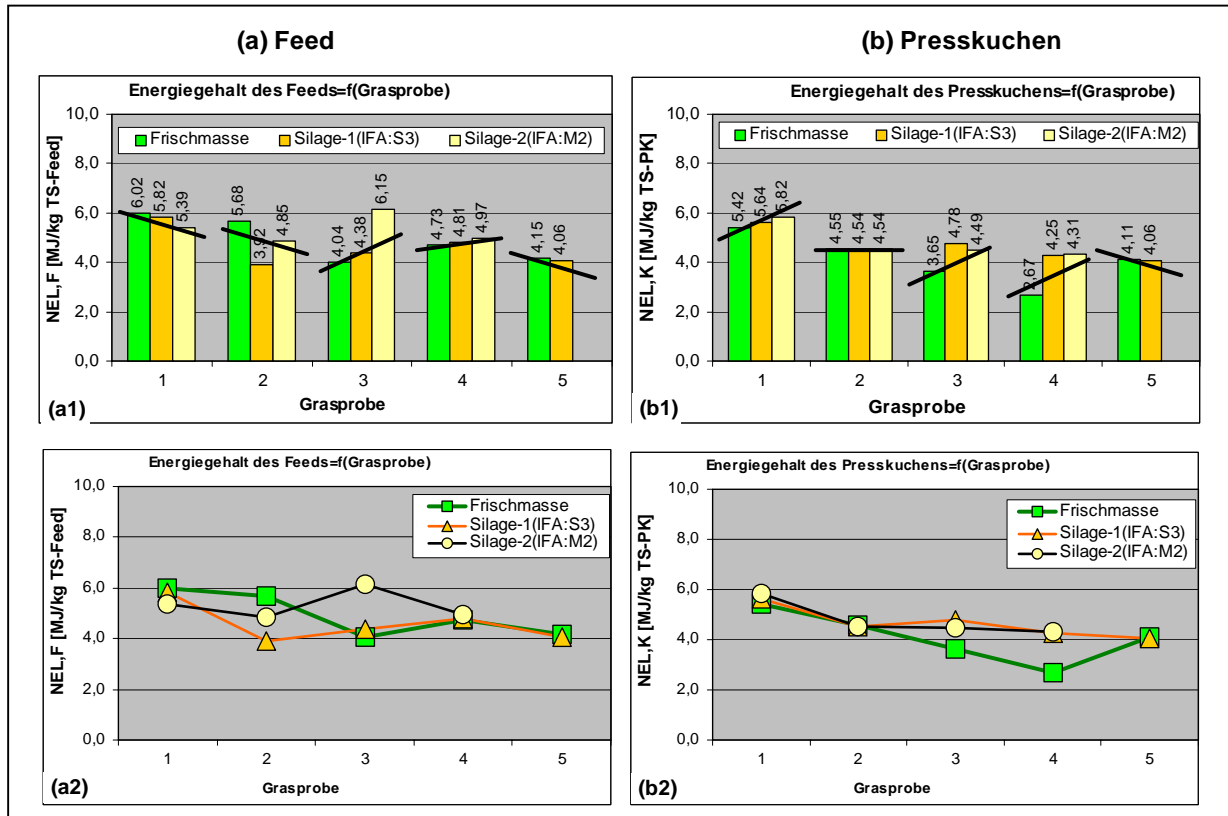 (a) Feed
(b) Presskuchen
Energiegehalt des Feeds=f(Grasprobe)
NEL,F [MJ/kg TS-Feed]
10,0
8,0
6,0
4,0
2,0
0,0
Frischmasse Silage-1(IFA:S3) Silage-2(IFA:M2)
6,02 5,82 5,39 5,68 3,92 4,85 4,04 4,38 6,15 4,73 4,81 4,97 4,15 4,06
1 2 3 4 5
Grasprobe
(a1)
Energiegehalt des Presskuchens=f(Grasprobe)
NEL,K [MJ/kg TS-PK]
10,0
8,0
6,0
4,0
2,0
0,0
Frischmasse Silage-1(IFA:S3) Silage-2(IFA:M2)
5,42 5,64 5,82 4,55 4,54 4,54 3,65 4,78 4,49 2,67 4,25 4,31 4,11 4,06
1 2 3 4 5
Grasprobe
(b1)
Energiegehalt des Feeds=f(Grasprobe)
NEL,F [MJ/kg TS-Feed]
10,0
8,0
6,0
4,0
2,0
0,0
Frischmasse
Silage-1(IFA:S3)
Silage-2(IFA:M2)
1 2 3 4 5
Grasprobe
(a2)
Energiegehalt des Presskuchens=f(Grasprobe)
NEL,K [MJ/kg TS-PK]
10,0
8,0
6,0
4,0
2,0
0,0
Frischmasse
Silage-1(IFA:S3)
Silage-2(IFA:M2)
1 2 3 4 5
Grasprobe
(b2)